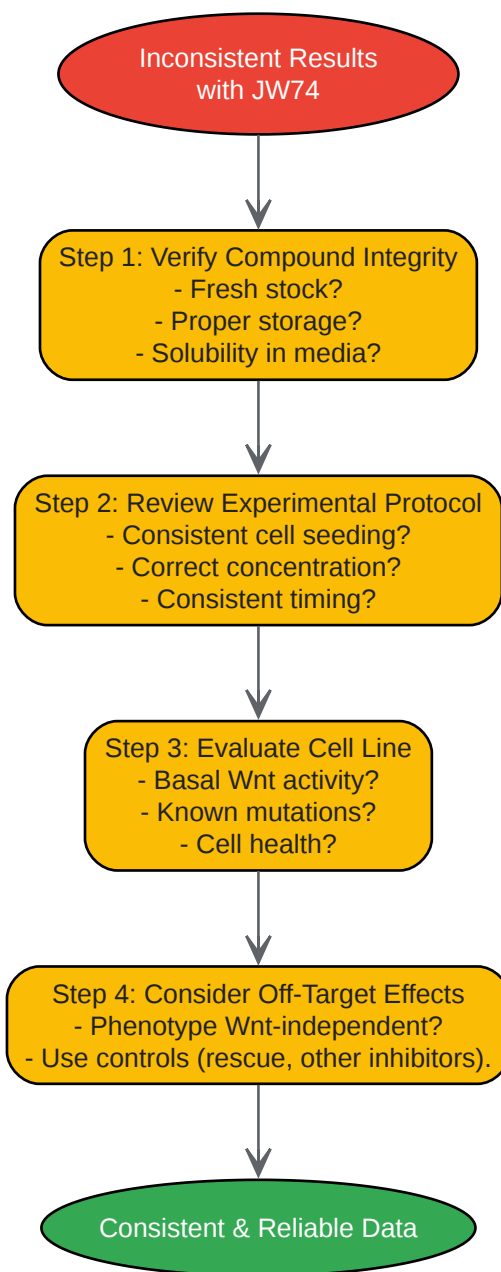 Inconsistent Results
with JW74
Step 1: Verify Compound Integrity
- Fresh stock?
- Proper storage?
- Solubility in media?
Step 2: Review Experimental Protocol
- Consistent cell seeding?
- Correct concentration?
- Consistent timing?
Step 3: Evaluate Cell Line
- Basal Wnt activity?
- Known mutations?
- Cell health?
Step 4: Consider Off-Target Effects
- Phenotype Wnt-independent?
- Use controls (rescue, other inhibitors).
Consistent & Reliable Data